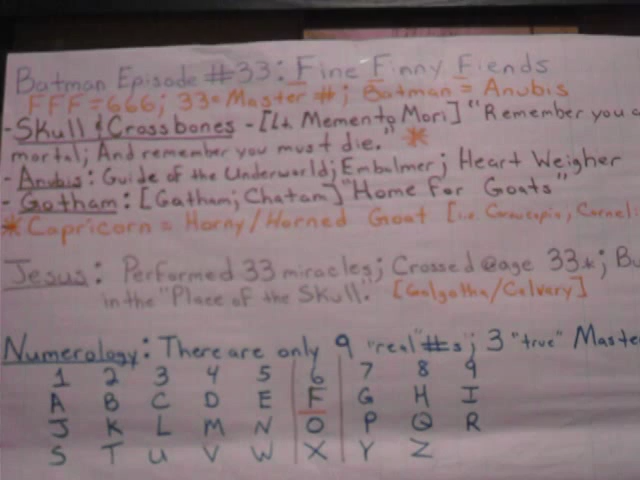 Batman Episode #33: Fine Finny Fiends
FFF = 666; 33 = Master #; Batman = Anubis
- Skull & Crossbones - [Lt. Memento Mori] "Remember you a
mortal; And remember you must die." *
- Anubis: Guide of the Underworld; Embalmer; Heart Weigher
- Gotham: [Gatham; Chatam] "Home For Goats"
* Capricorn = Horny/Horned Goat [i.e. Cornucopia, Corneli
Jesus: Performed 33 miracles; Crossed @age 33*; Bu
in the "Place of the Skull". [Golgotha/Calvery]
Numerology: There are only 9 "real" #s; 3 "true" Maste
1 2 3 4 5 6 7 8 9
A B C D E F G H I
J K L M N O P Q R
S T U V W X Y Z